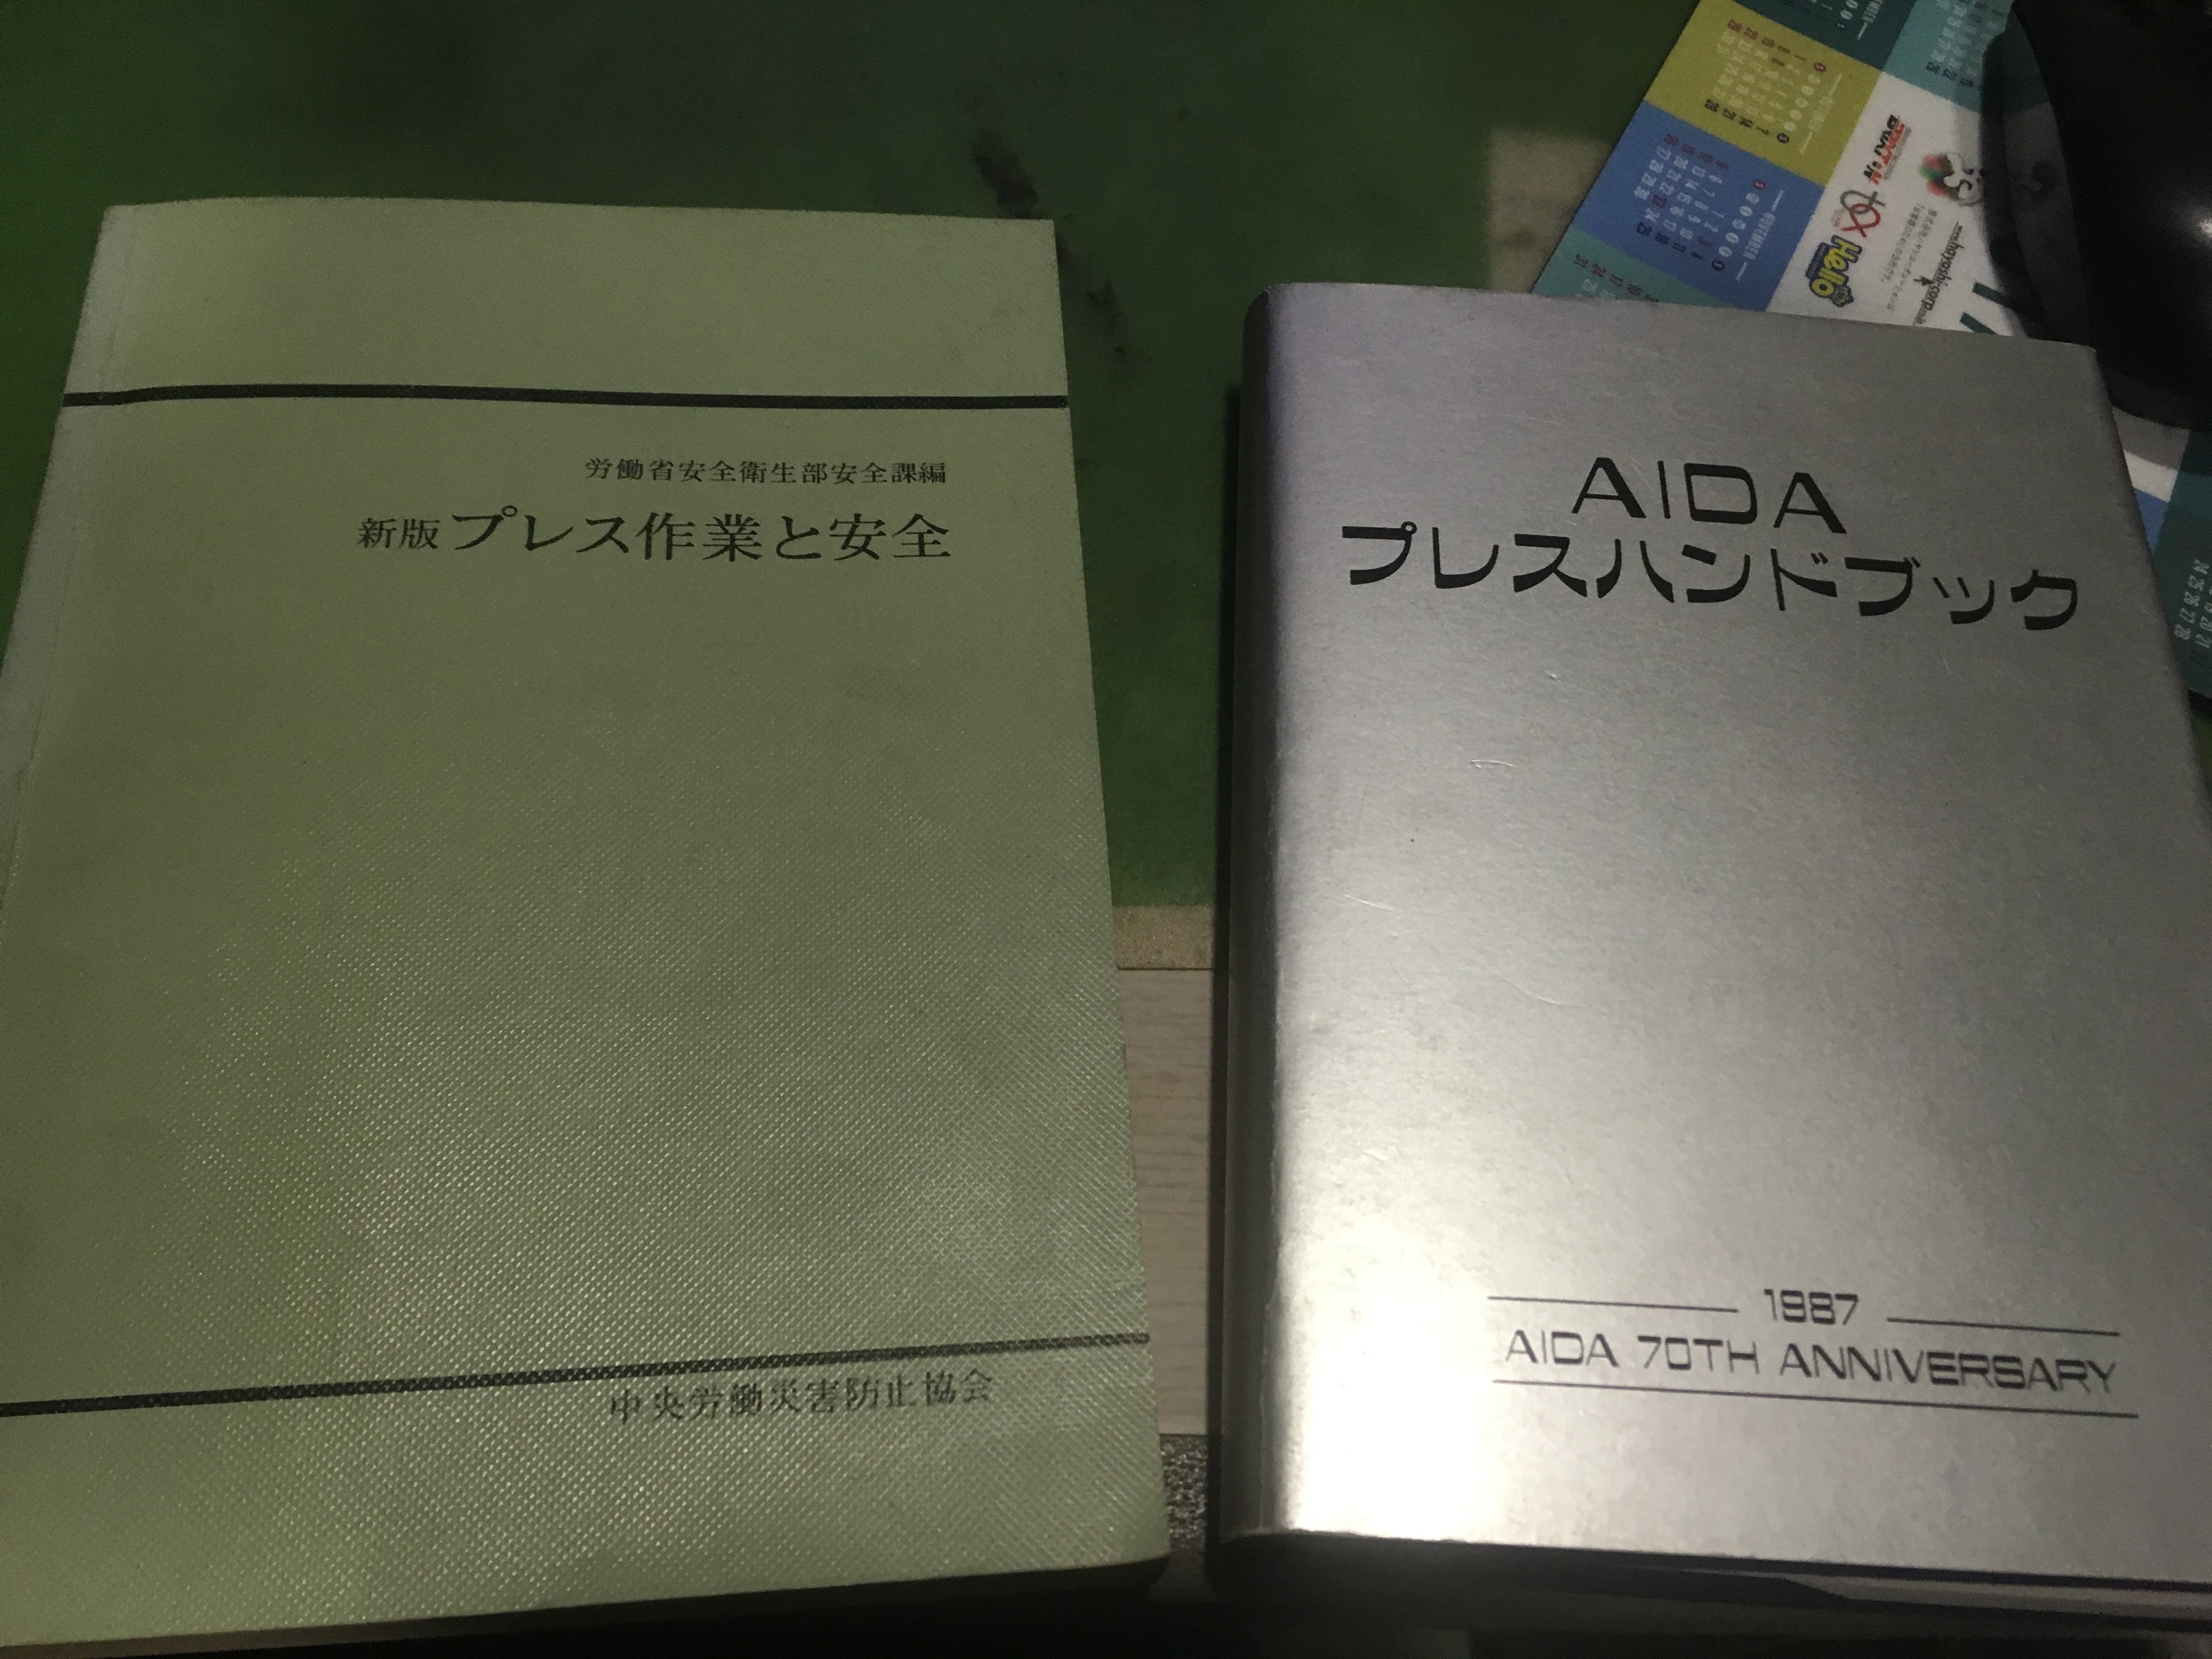 労働省安全衛生部安全課編
新版 プレス作業と安全
中央労働災害防止協会
AIDA
プレスハンドブック
1987
AIDA 70TH ANNIVERSARY
Hello
NOVEMBER